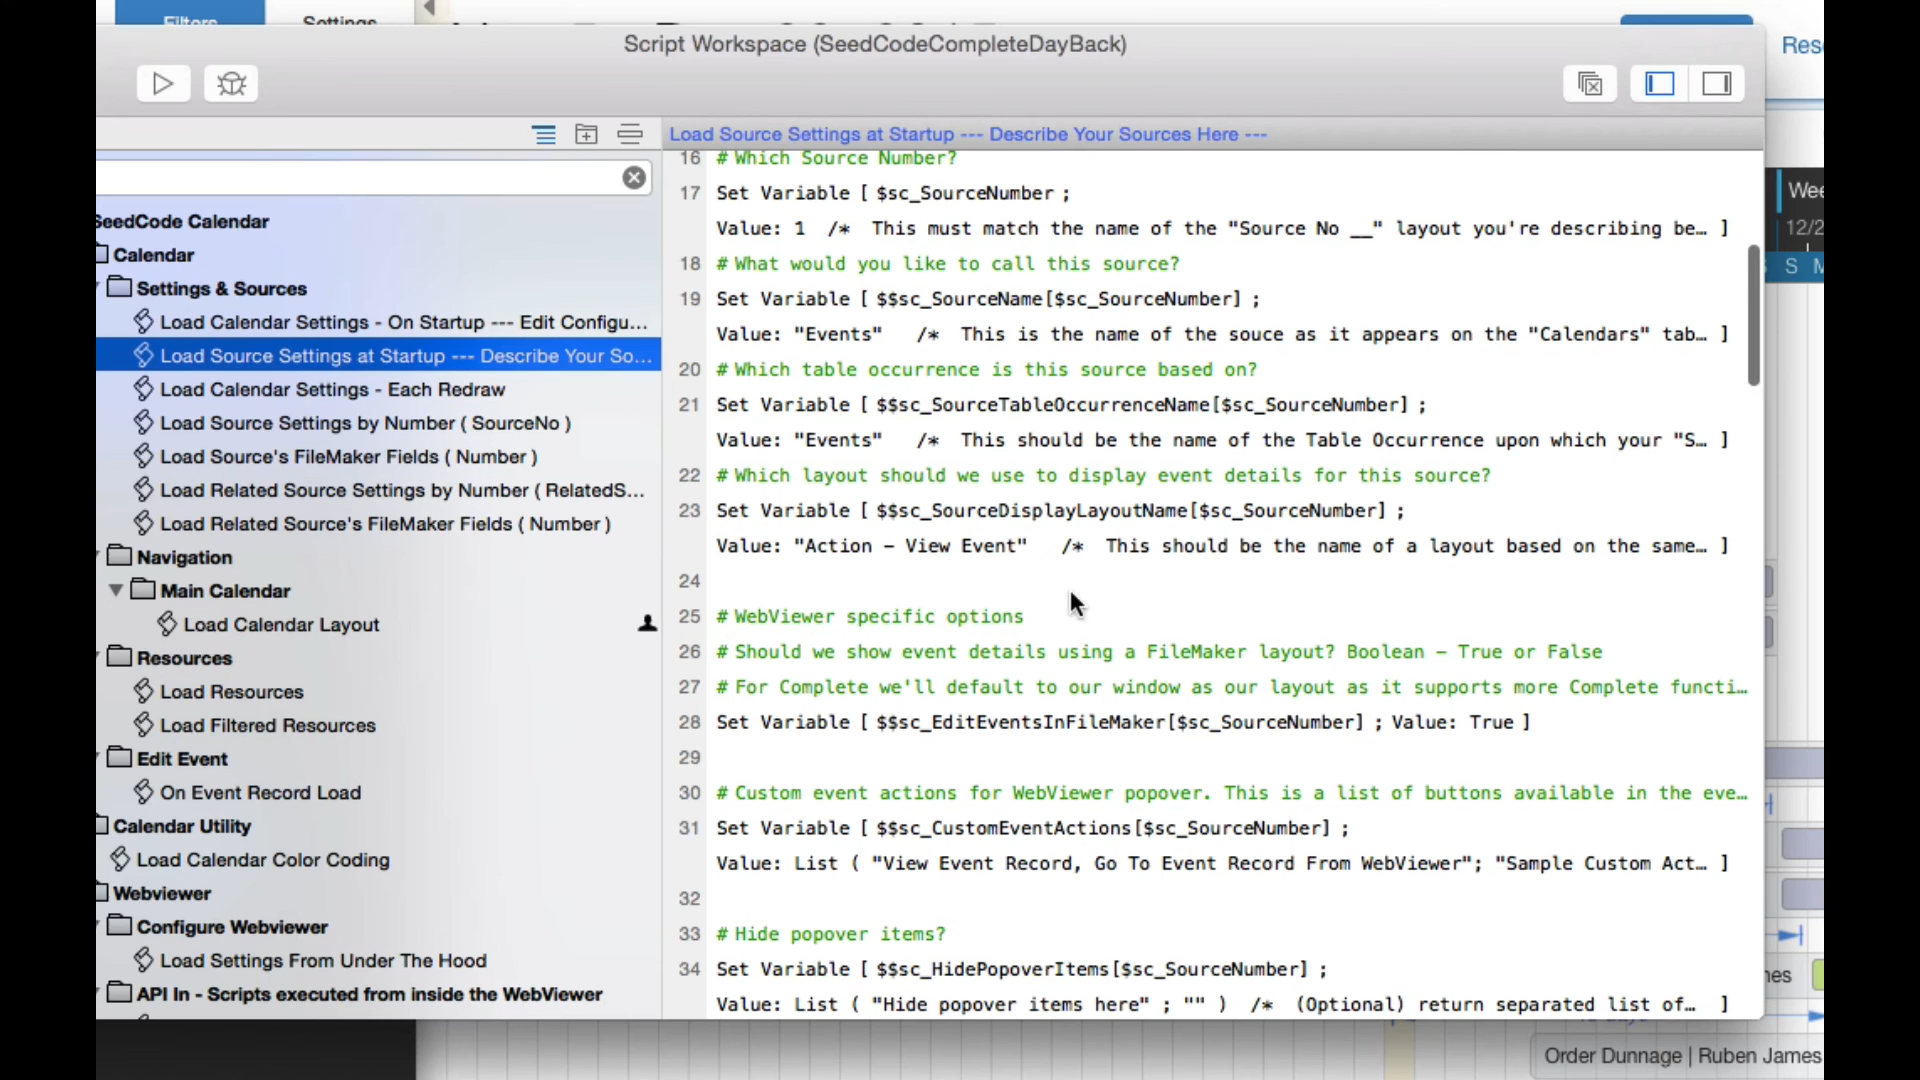 Filters
Settings
Script Workspace (SeedCodeCompleteDayBack)
Res
Load Source Settings at Startup --- Describe Your Sources Here ---
SeedCode Calendar
Calendar
Settings & Sources
Load Calendar Settings - On Startup --- Edit Configu...
Load Source Settings at Startup --- Describe Your So...
Load Calendar Settings - Each Redraw
Load Source Settings by Number ( SourceNo )
Load Source's FileMaker Fields ( Number )
Load Related Source Settings by Number ( RelatedS...
Load Related Source's FileMaker Fields ( Number )
Navigation
Main Calendar
Load Calendar Layout
Resources
Load Resources
Load Filtered Resources
Edit Event
On Event Record Load
Calendar Utility
Load Calendar Color Coding
Webviewer
Configure Webviewer
Load Settings From Under The Hood
API In - Scripts executed from inside the WebViewer
16 # Which Source Number?
17 Set Variable [ $sc_SourceNumber ;
Value: 1 /* This must match the name of the "Source No __" layout you're describing be… ]
18 # What would you like to call this source?
19 Set Variable [ $$sc_SourceName[$sc_SourceNumber] ;
Value: "Events" /* This is the name of the souce as it appears on the "Calendars" tab… ]
20 # Which table occurrence is this source based on?
21 Set Variable [ $$sc_SourceTableOccurrenceName[$sc_SourceNumber] ;
Value: "Events" /* This should be the name of the Table Occurrence upon which your "S… ]
22 # Which layout should we use to display event details for this source?
23 Set Variable [ $$sc_SourceDisplayLayoutName[$sc_SourceNumber] ;
Value: "Action – View Event" /* This should be the name of a layout based on the same… ]
24
25 # WebViewer specific options
26 # Should we show event details using a FileMaker layout? Boolean – True or False
27 # For Complete we'll default to our window as our layout as it supports more Complete functi…
28 Set Variable [ $$sc_EditEventsInFileMaker[$sc_SourceNumber] ; Value: True ]
29
30 # Custom event actions for WebViewer popover. This is a list of buttons available in the eve…
31 Set Variable [ $$sc_CustomEventActions[$sc_SourceNumber] ;
Value: List ( "View Event Record, Go To Event Record From WebViewer"; "Sample Custom Act… ]
32
33 # Hide popover items?
34 Set Variable [ $$sc_HidePopoverItems[$sc_SourceNumber] ;
Value: List ( "Hide popover items here" ; "" ) /* (Optional) return separated list of… ]
Wee
12/2
S M
nes
Order Dunnage | Ruben James